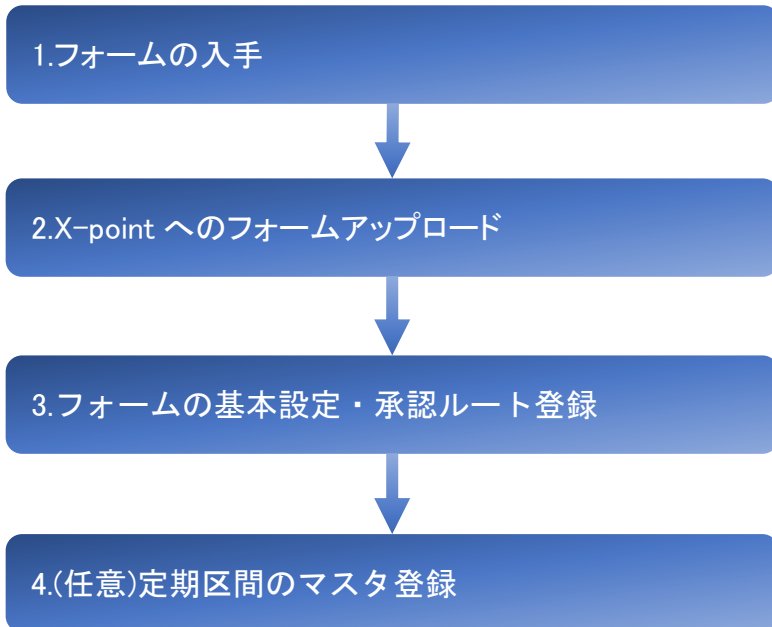 1.フォームの入手
2.X-point へのフォームアップロード
3.フォームの基本設定・承認ルート登録
4.(任意)定期区間のマスタ登録